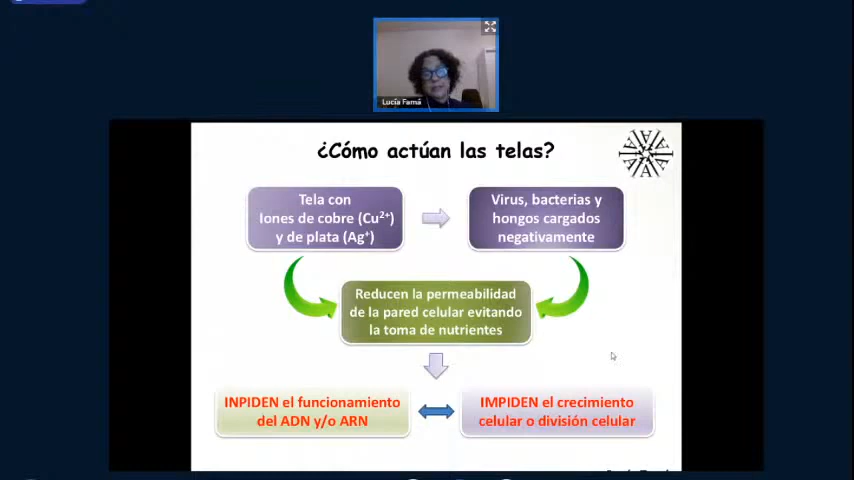 Lucía Famá
¿Cómo actúan las telas?
Tela con
Iones de cobre (Cu²⁺)
y de plata (Ag⁺)
Virus, bacterias y
hongos cargados
negativamente
Reducen la permeabilidad
de la pared celular evitando
la toma de nutrientes
INPIDEN el funcionamiento
del ADN y/o ARN
IMPIDEN el crecimiento
celular o división celular